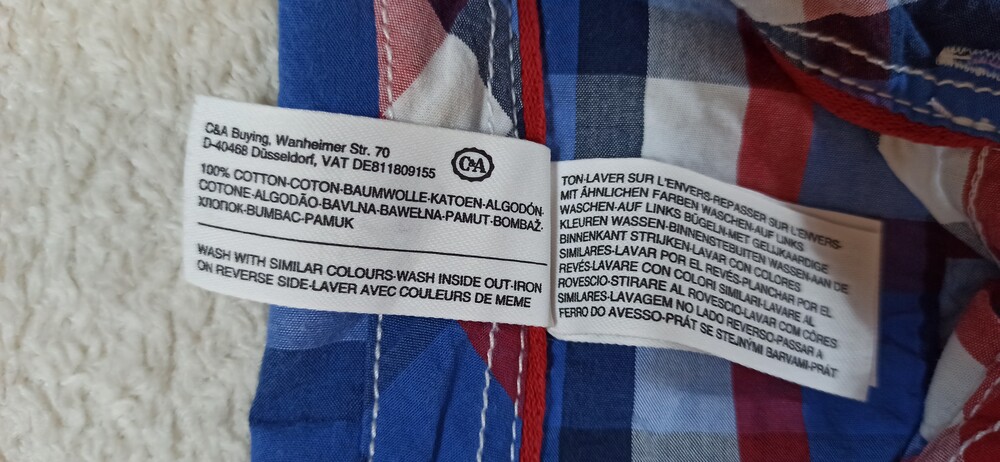 C&A Buying, Wanheimer Str. 70
D-40468 Düsseldorf, VAT DE811809155
C&A
100% COTTON-COTON-BAUMWOLLE-KATOEN-ALGODÓN-
COTONE-ALGODÃO-BAVLNA-BAWEŁNA-PAMUT-BOMBAŽ-
ХЛОПОК-BUMBAC-PAMUK
WASH WITH SIMILAR COLOURS-WASH INSIDE OUT-IRON
ON REVERSE SIDE-LAVER AVEC COULEURS DE MEME
TON-LAVER SUR L'ENVERS-REPASSER SUR L'ENVERS-
MIT ÄHNLICHEN FARBEN WASCHEN-AUF LINKS
WASCHEN-AUF LINKS BÜGELN-MET GELIJKAARDIGE
KLEUREN WASSEN-BINNENSTEBUITEN WASSEN-AAN DE
BINNENKANT STRIJKEN-LAVAR CON COLORES
SIMILARES-LAVAR POR EL REVÉS-PLANCHAR POR EL
REVÉS-LAVARE CON COLORI SIMILARI-LAVARE AL
ROVESCIO-STIRARE AL ROVESCIO-LAVAR COM CÔRES
SIMILARES-LAVAGEM NO LADO REVERSO-PASSAR A
FERRO DO AVESSO-PRÁT SE STEJNÝMI BARVAMI-PRÁT